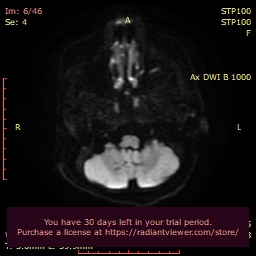 Im: 6/46
Se: 4
A
STP100
STP100
F
Ax DWI B 1000
R
L
You have 30 days left in your trial period.
Purchase a license at https://radiantviewer.com/store/